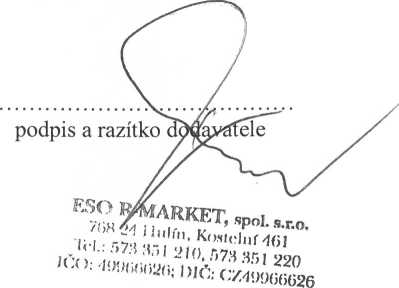 podpis a razítko dodavatele
ESO R-MARKET, spol. s.r.o.
768 24 Hulín, Kostelní 461
Tel.: 573 351 210, 573 351 220
IČO: 49966626; DIČ: CZ49966626